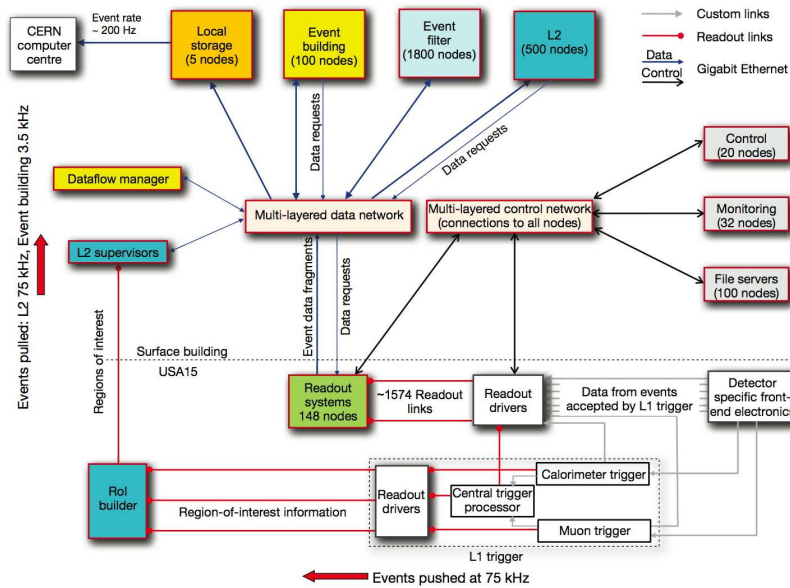 CERN
computer
centre
Event rate
~ 200 Hz
Local
storage
(5 nodes)
Event
building
(100 nodes)
Event
filter
(1800 nodes)
L2
(500 nodes)
Custom links
Readout links
Data
Control
Gigabit Ethernet
Data requests
Data requests
Control
(20 nodes)
Dataflow manager
Multi-layered data network
Multi-layered control network
(connections to all nodes)
Monitoring
(32 nodes)
L2 supervisors
File servers
(100 nodes)
Events pulled: L2 75 kHz, Event building 3.5 kHz
Regions of interest
Event data fragments
Data requests
Surface building
USA15
Readout
systems
148 nodes
~1574 Readout
links
Readout
drivers
Data from events
accepted by L1 trigger
Detector
specific front-
end electronics
RoI
builder
Region-of-interest information
Readout
drivers
Calorimeter trigger
Central trigger
processor
Muon trigger
L1 trigger
Events pushed at 75 kHz